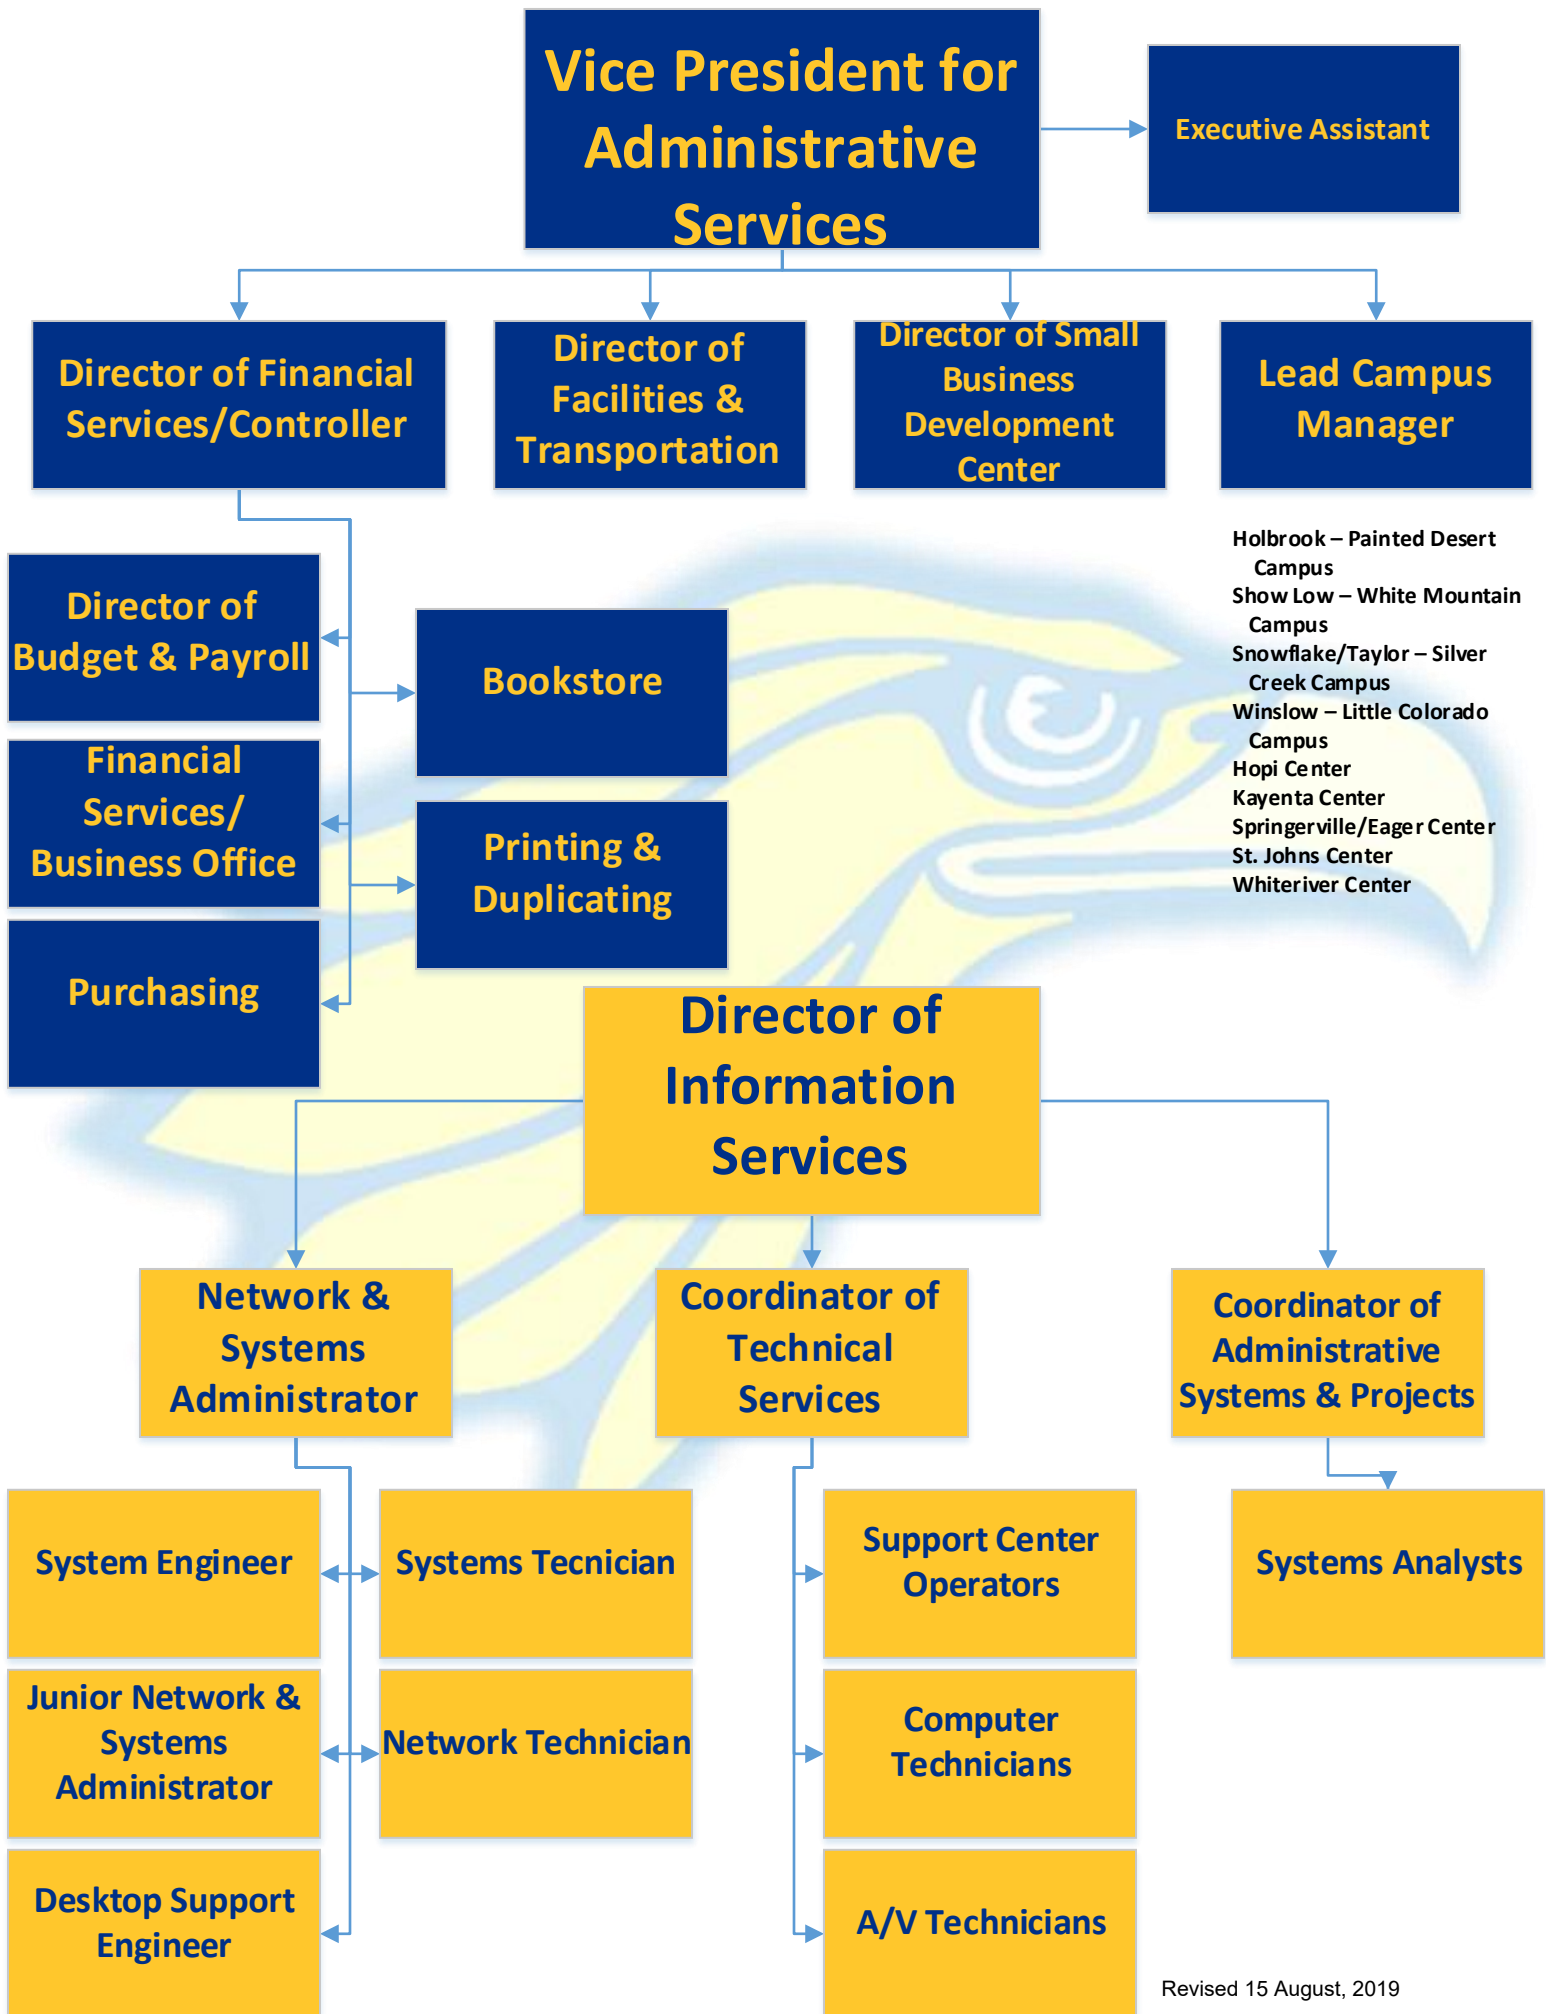 Vice President for
Administrative
Services
Executive Assistant
Director of Financial
Services/Controller
Director of
Facilities &
Transportation
Director of Small
Business
Development
Center
Lead Campus
Manager
Holbrook – Painted Desert
Campus
Show Low – White Mountain
Campus
Snowflake/Taylor – Silver
Creek Campus
Winslow – Little Colorado
Campus
Hopi Center
Kayenta Center
Springerville/Eager Center
St. Johns Center
Whiteriver Center
Director of
Budget & Payroll
Bookstore
Financial
Services/
Business Office
Printing &
Duplicating
Purchasing
Director of
Information
Services
Network &
Systems
Administrator
Coordinator of
Technical
Services
Coordinator of
Administrative
Systems & Projects
System Engineer
Systems Tecnician
Support Center
Operators
Systems Analysts
Junior Network &
Systems
Administrator
Network Technician
Computer
Technicians
Desktop Support
Engineer
A/V Technicians
Revised 15 August, 2019